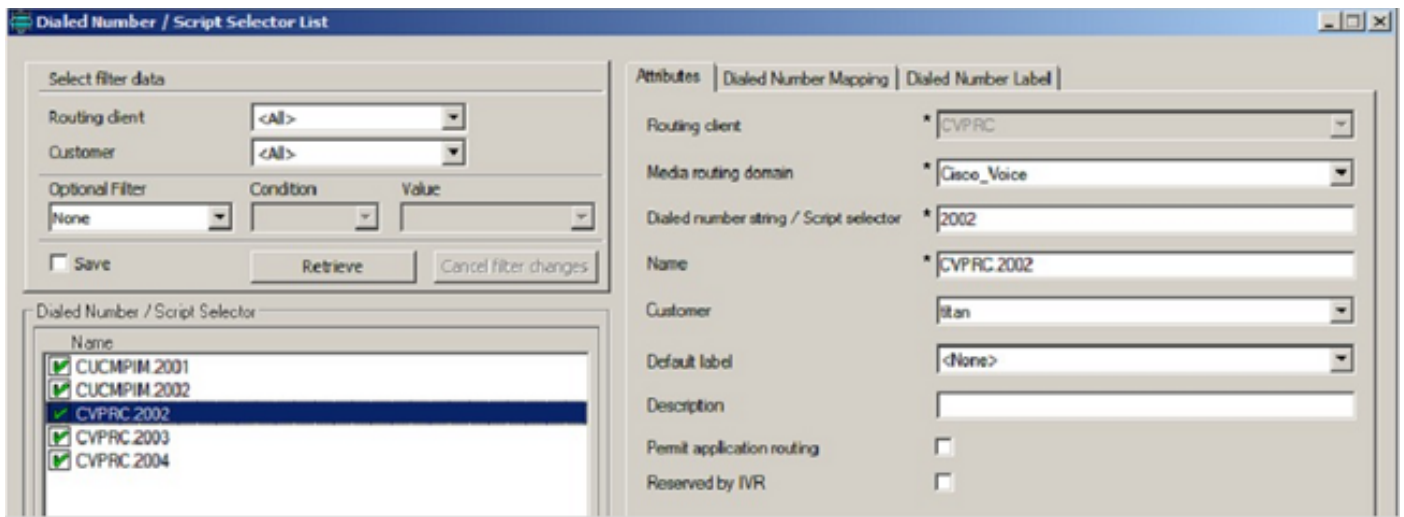 Dialed Number / Script Selector List
Select filter data
Routing client <All>
Customer <All>
Optional Filter Condition Value
None
Save Retrieve Cancel filter changes
Dialed Number / Script Selector
Name
CUCMPIM.2001
CUCMPIM.2002
CVPRC.2002
CVPRC.2003
CVPRC.2004
Attributes Dialed Number Mapping Dialed Number Label
Routing client * CVPRC
Media routing domain * Cisco_Voice
Dialed number string / Script selector * 2002
Name * CVPRC.2002
Customer titan
Default label <None>
Description
Permit application routing
Reserved by IVR